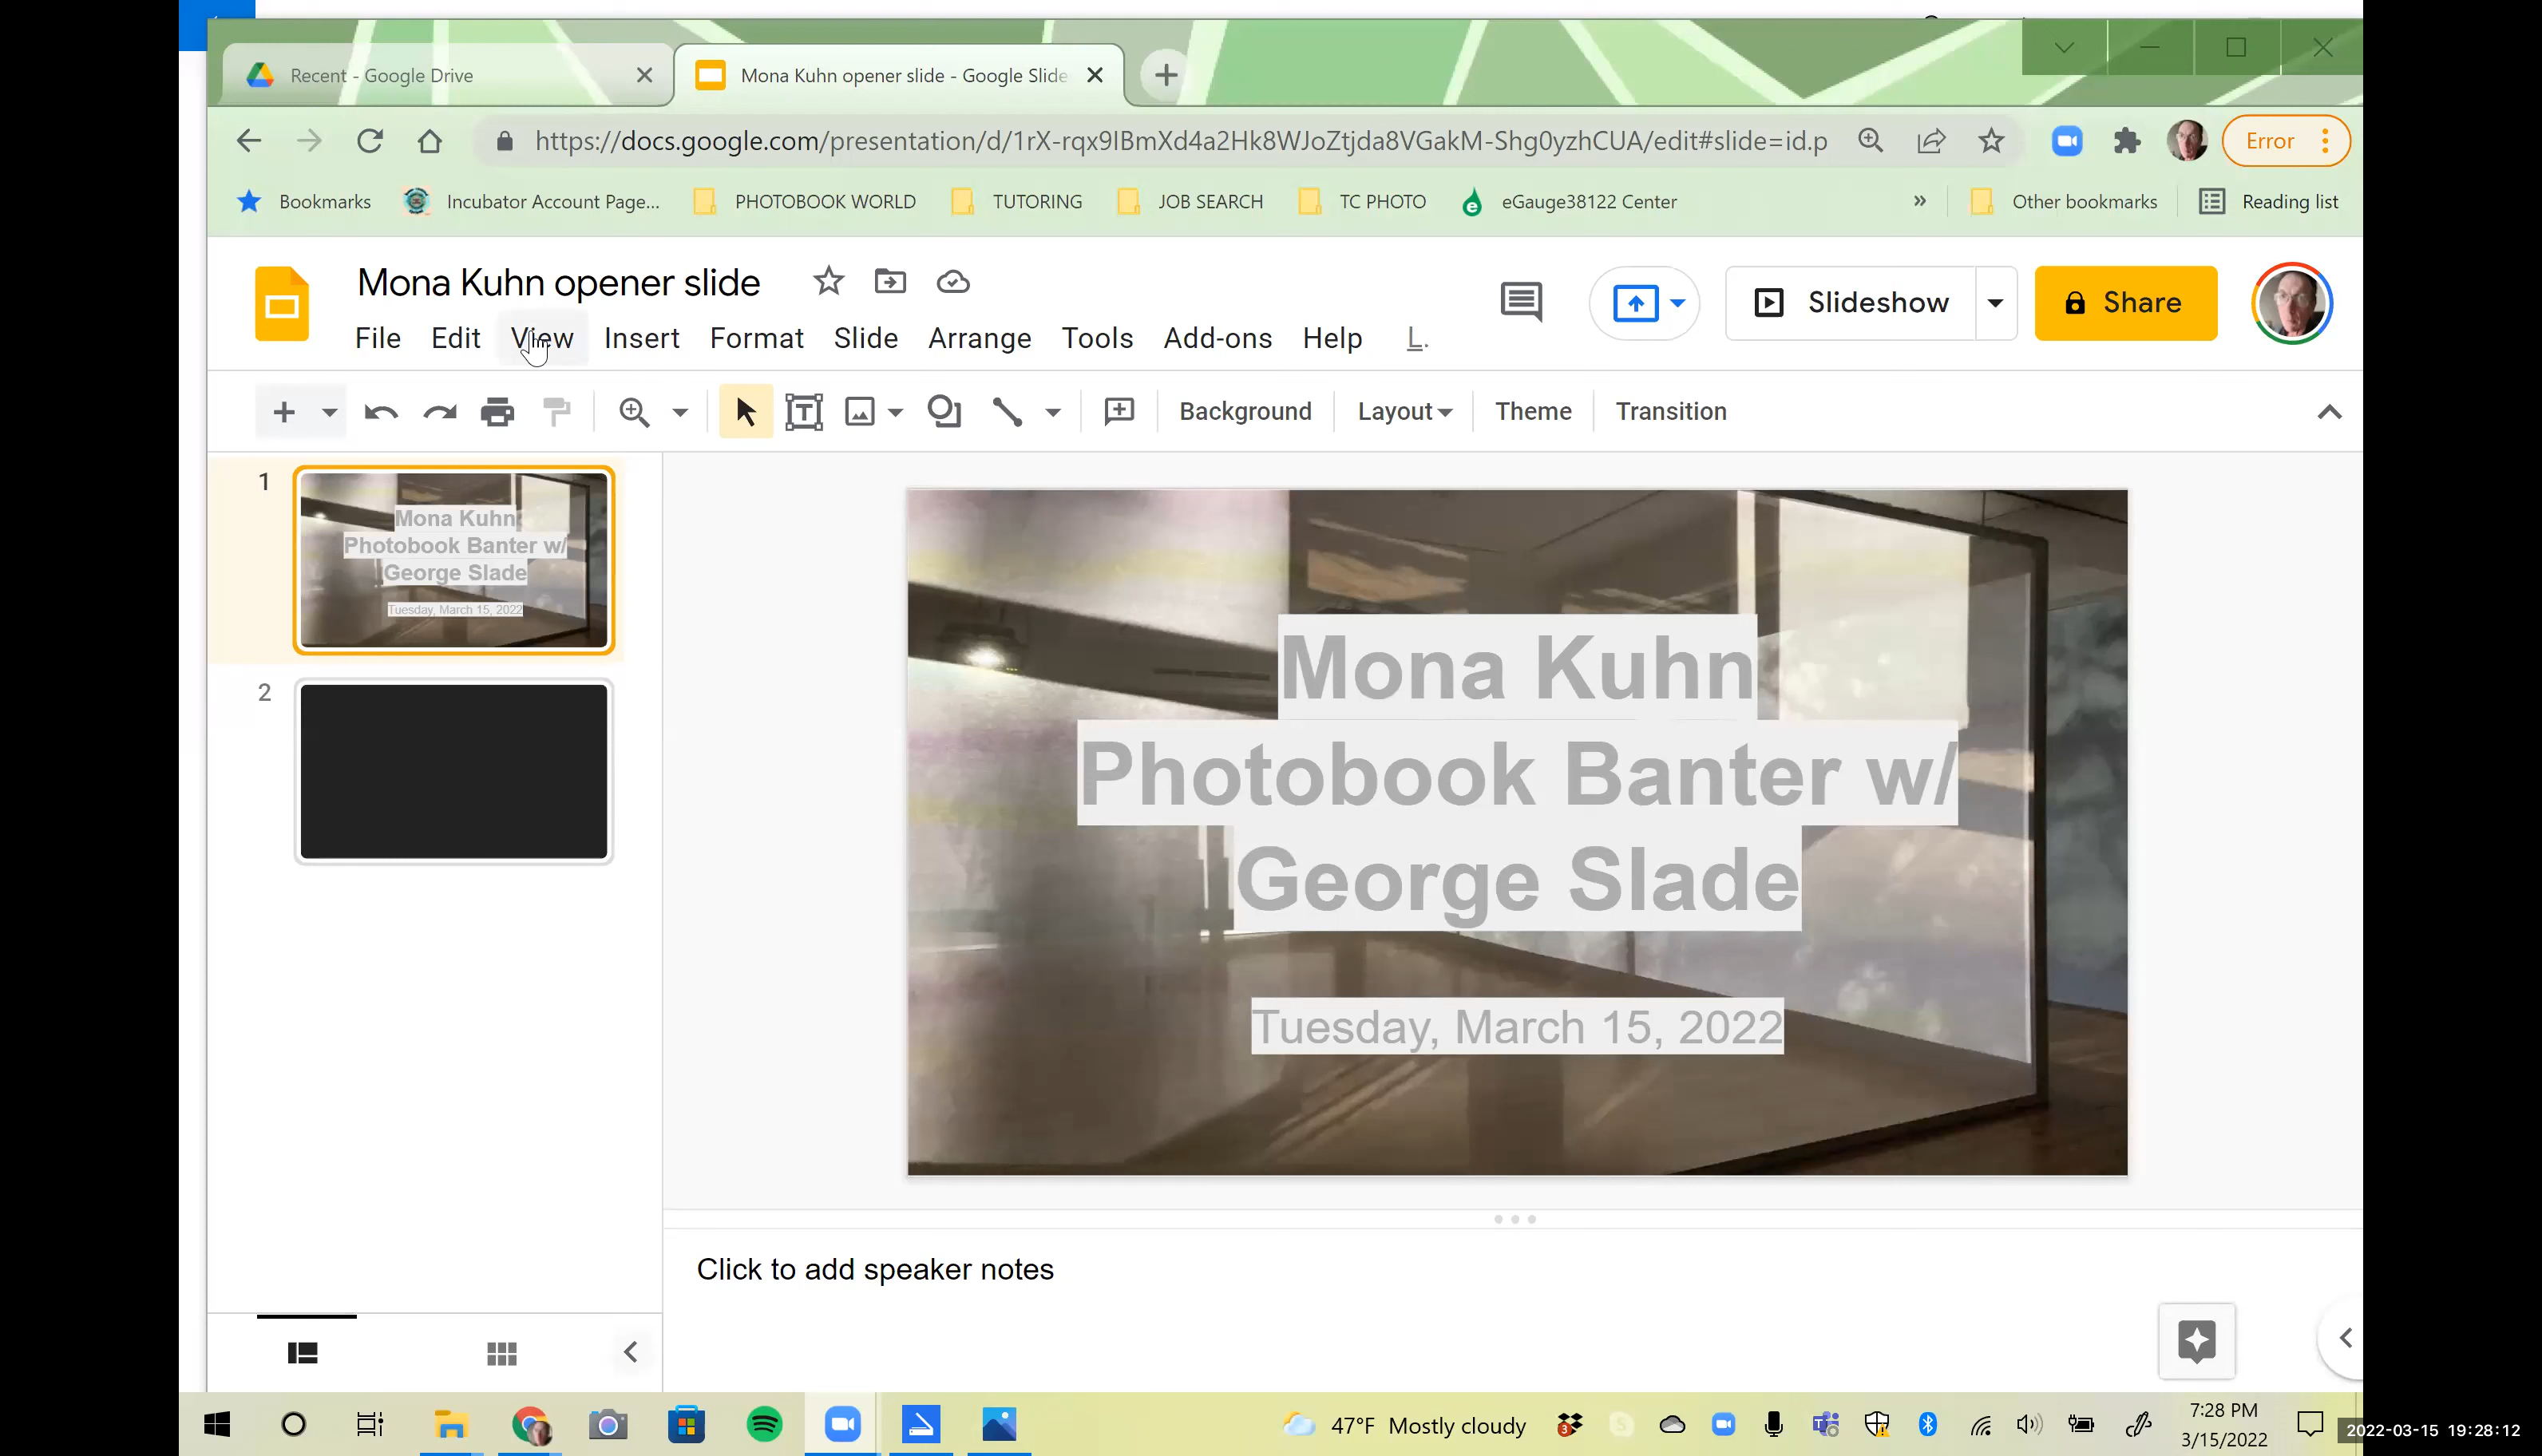 Recent - Google Drive
Mona Kuhn opener slide - Google Slide
https://docs.google.com/presentation/d/1rX-rqx9IBmXd4a2Hk8WJoZtjda8VGakM-Shg0yzhCUA/edit#slide=id.p
Error
Bookmarks
Incubator Account Page...
PHOTOBOOK WORLD
TUTORING
JOB SEARCH
TC PHOTO
eGauge38122 Center
»
Other bookmarks
Reading list
Mona Kuhn opener slide
Slideshow
Share
File Edit View Insert Format Slide Arrange Tools Add-ons Help L.
Background
Layout
Theme
Transition
1
Mona Kuhn
Photobook Banter w/
George Slade
Tuesday, March 15, 2022
2
Mona Kuhn
Photobook Banter w/
George Slade
Tuesday, March 15, 2022
Click to add speaker notes
47°F Mostly cloudy
3
7:28 PM
3/15/2022
2022-03-15 19:28:12